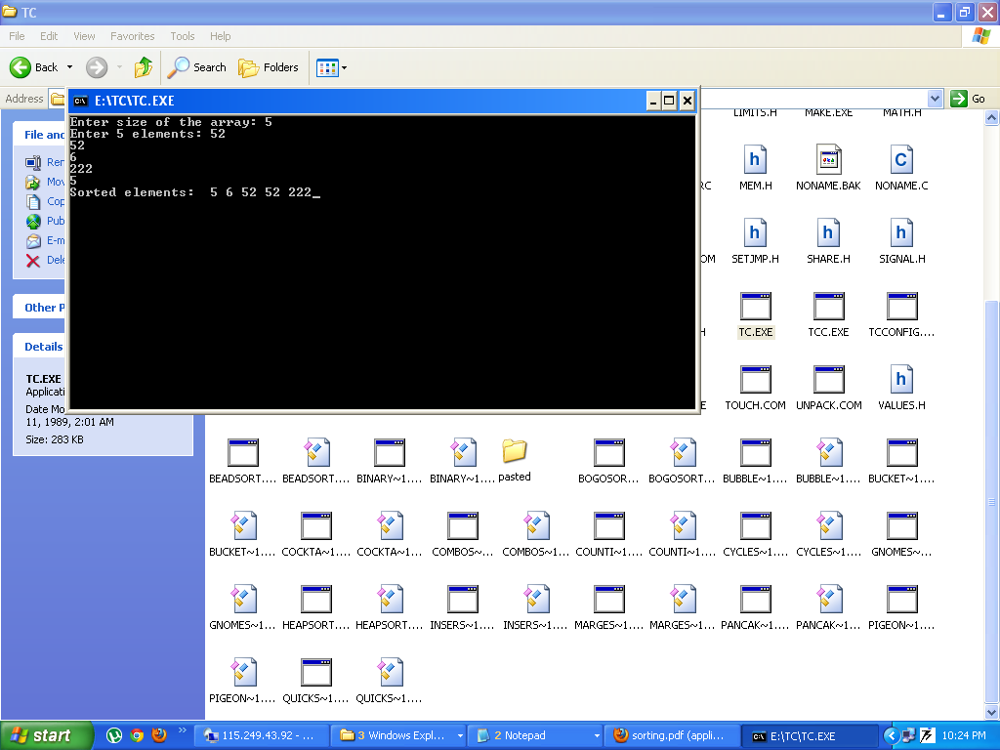 TC
File Edit View Favorites Tools Help
Back Search Folders
Address Go
E:\TC\TC.EXE
Enter size of the array: 5
Enter 5 elements: 52
52
6
222
5
Sorted elements:  5 6 52 52 222_
File and
Ren
Mov
Cop
Pub
E-m
Dele
Other P
Details
TC.EXE
Applicati
Date Mo
11, 1989, 2:01 AM
Size: 283 KB
LIMITS.H MAKE.EXE MATH.H
RC MEM.H NONAME.BAK NONAME.C
OM SETJMP.H SHARE.H SIGNAL.H
H TC.EXE TCC.EXE TCCONFIG....
E TOUCH.COM UNPACK.COM VALUES.H
BEADSORT.... BEADSORT.... BINARY~1.... BINARY~1.... pasted BOGOSOR... BOGOSORT... BUBBLE~1.... BUBBLE~1.... BUCKET~1....
BUCKET~1.... COCKTA~1... COCKTA~1... COMBOS~... COMBOS~1... COUNTI~1... COUNTI~1... CYCLES~1... CYCLES~1... GNOMES~...
GNOMES~1... HEAPSORT... HEAPSORT... INSERS~1... INSERS~1... MARGES~... MARGES~1... PANCAK~1... PANCAK~1... PIGEON~1...
PIGEON~1... QUICKS~1... QUICKS~1...
start 115.249.43.92 - ... 3 Windows Expl... 2 Notepad sorting.pdf (appli... E:\TC\TC.EXE 10:24 PM